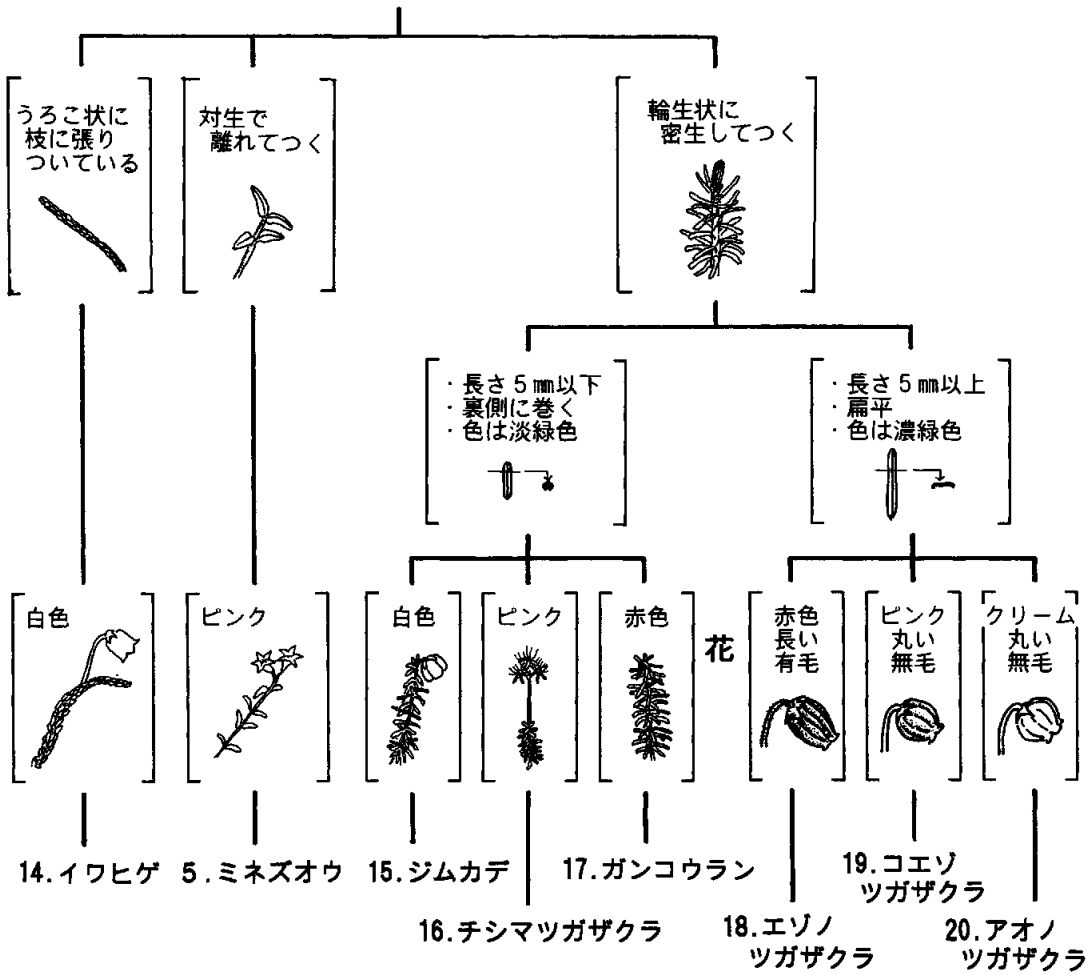 うろこ状に
枝に張り
ついている
対生で
離れてつく
輪生状に
密生してつく
・長さ5㎜以下
・裏側に巻く
・色は淡緑色
・長さ5㎜以上
・扁平
・色は濃緑色
白色
ピンク
白色
ピンク
赤色
花
赤色
長い
有毛
ピンク
丸い
無毛
クリーム
丸い
無毛
14.イワヒゲ
5.ミネズオウ
15.ジムカデ
16.チシマツガザクラ
17.ガンコウラン
18.エゾノ
ツガザクラ
19.コエゾ
ツガザクラ
20.アオノ
ツガザクラ